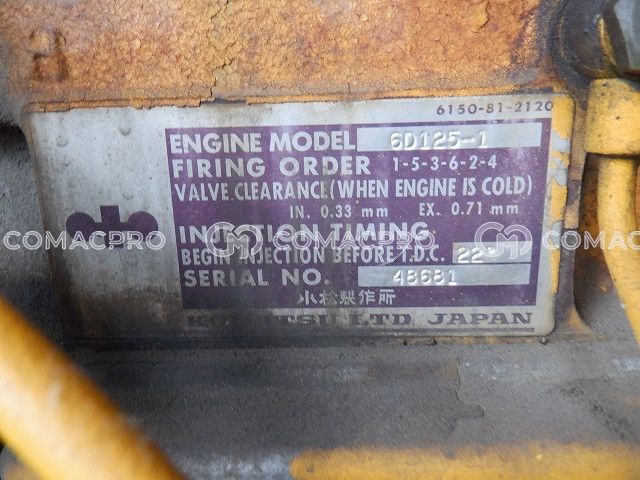 6150-81-2120
ENGINE MODEL 6D125-1
FIRING ORDER 1-5-3-6-2-4
VALVE CLEARANCE(WHEN ENGINE IS COLD)
IN. 0.33 mm EX. 0.71 mm
INJECTION TIMING
COMACPRO COMACPRO COMACPRO
BEGIN INJECTION BEFORE T.D.C. 22°
SERIAL NO. 48681
小松製作所
KOMATSU LTD. JAPAN